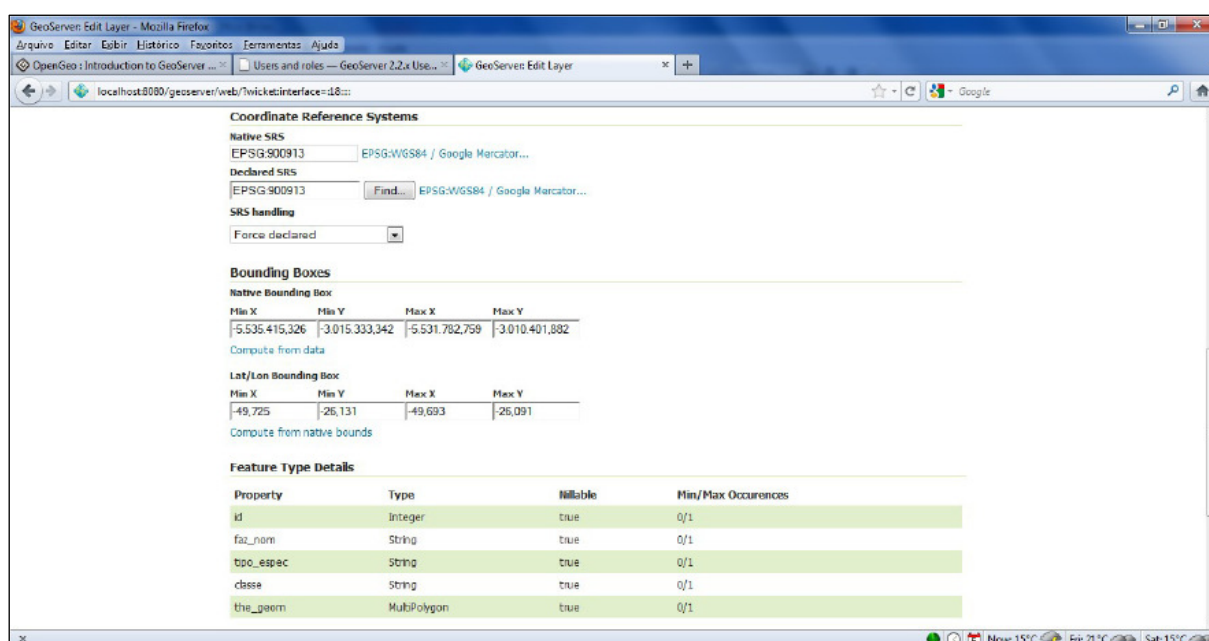 GeoServer: Edit Layer - Mozilla Firefox
Arquivo Editar Exibir Histórico Favoritos Ferramentas Ajuda
OpenGeo : Introduction to GeoServer ... × Users and roles — GeoServer 2.2.x Use... × GeoServer: Edit Layer × +
localhost:8080/geoserver/web/?wicket:interface=:18:::: Google
Coordinate Reference Systems
Native SRS
EPSG:900913 EPSG:WGS84 / Google Mercator...
Declared SRS
EPSG:900913 Find... EPSG:WGS84 / Google Mercator...
SRS handling
Force declared
Bounding Boxes
Native Bounding Box
Min X Min Y Max X Max Y
-5.535.415,326 -3.015.333,342 -5.531.782,759 -3.010.401,882
Compute from data
Lat/Lon Bounding Box
Min X Min Y Max X Max Y
-49,725 -26,131 -49,693 -26,091
Compute from native bounds
Feature Type Details
Property Type Nillable Min/Max Occurences
id Integer true 0/1
faz_nom String true 0/1
tipo_espec String true 0/1
classe String true 0/1
the_geom MultiPolygon true 0/1
× Now: 15°C Fri: 21°C Sat: 15°C